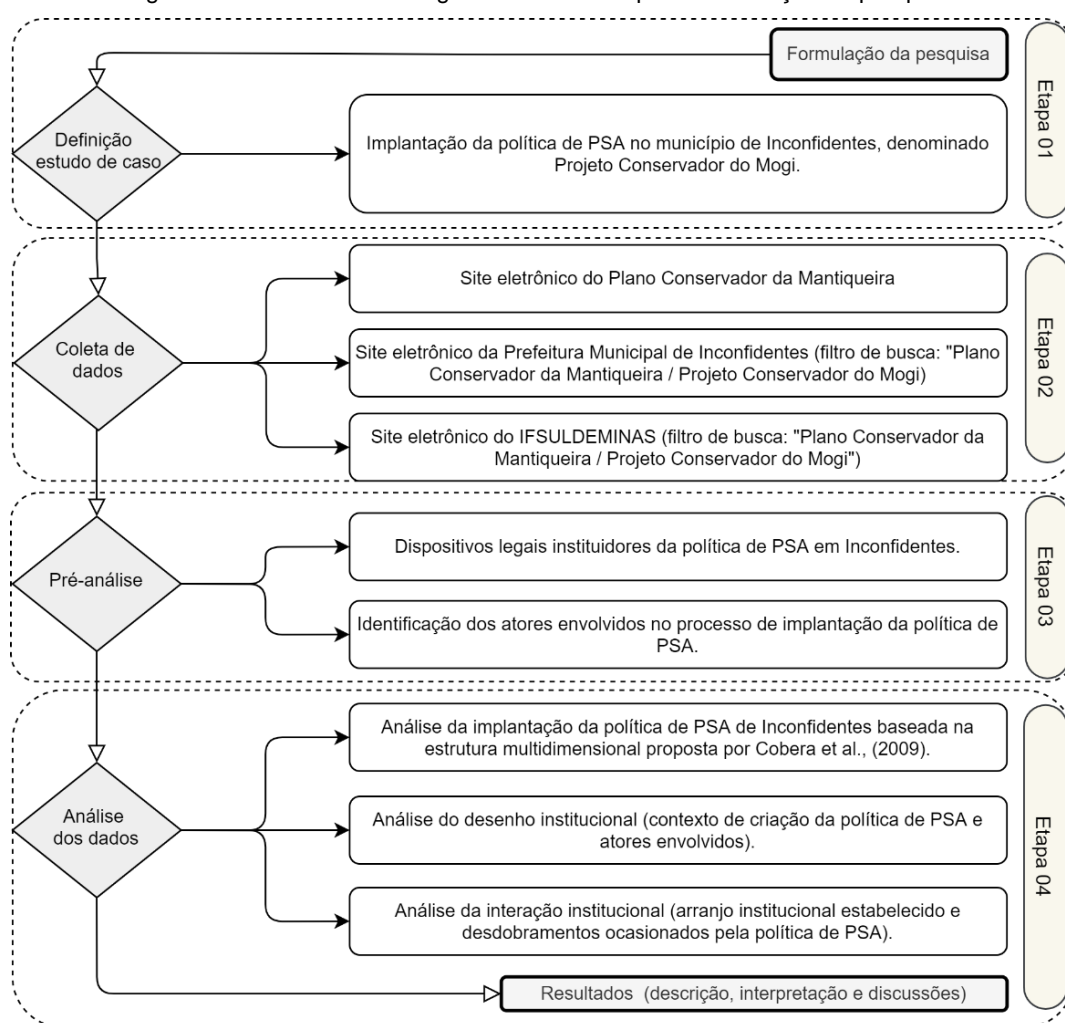 Formulação da pesquisa
Etapa 01
Definição
estudo de caso
Implantação da política de PSA no município de Inconfidentes, denominado
Projeto Conservador do Mogi.
Etapa 02
Coleta de
dados
Site eletrônico do Plano Conservador da Mantiqueira
Site eletrônico da Prefeitura Municipal de Inconfidentes (filtro de busca: "Plano
Conservador da Mantiqueira / Projeto Conservador do Mogi)
Site eletrônico do IFSULDEMINAS (filtro de busca: "Plano Conservador da
Mantiqueira / Projeto Conservador do Mogi")
Etapa 03
Pré-análise
Dispositivos legais instituidores da política de PSA em Inconfidentes.
Identificação dos atores envolvidos no processo de implantação da política de
PSA.
Etapa 04
Análise
dos dados
Análise da implantação da política de PSA de Inconfidentes baseada na
estrutura multidimensional proposta por Cobera et al., (2009).
Análise do desenho institucional (contexto de criação da política de PSA e
atores envolvidos).
Análise da interação institucional (arranjo institucional estabelecido e
desdobramentos ocasionados pela política de PSA).
Resultados (descrição, interpretação e discussões)